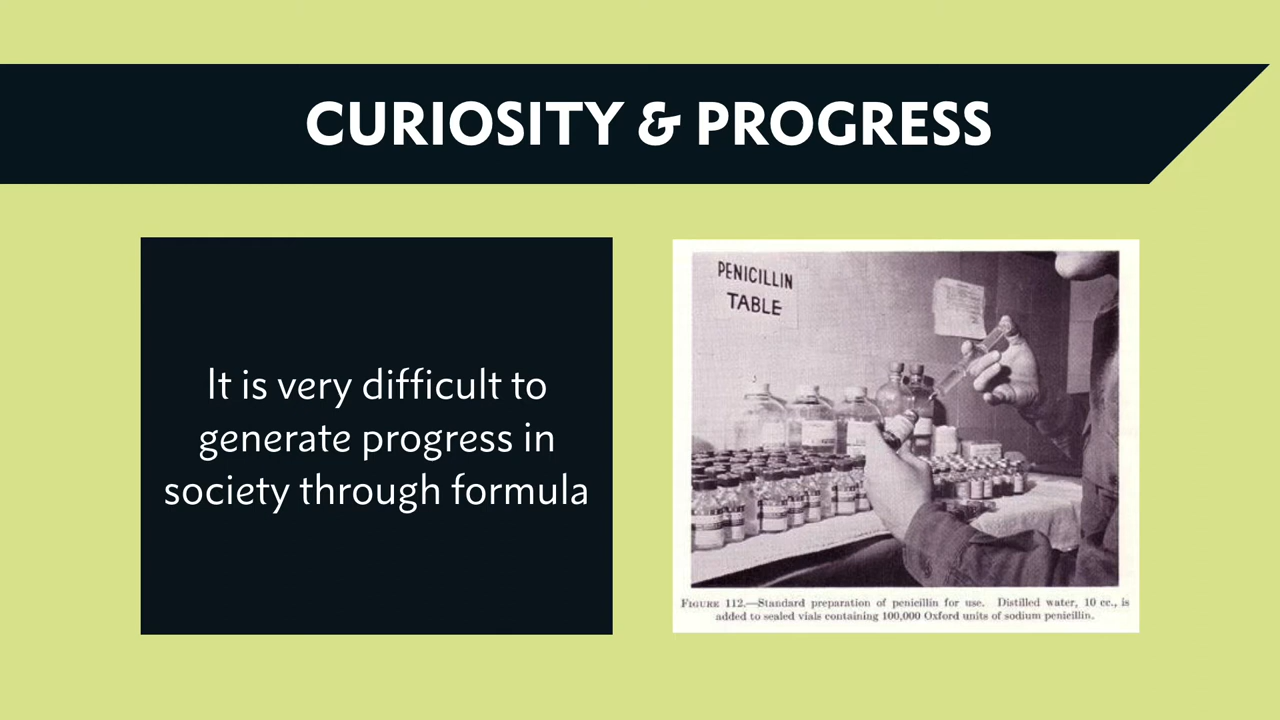 CURIOSITY & PROGRESS
It is very difficult to
generate progress in
society through formula
PENICILLIN
TABLE
FIGURE 112.—Standard preparation of penicillin for use. Distilled water, 10 cc., is
added to sealed vials containing 100,000 Oxford units of sodium penicillin.